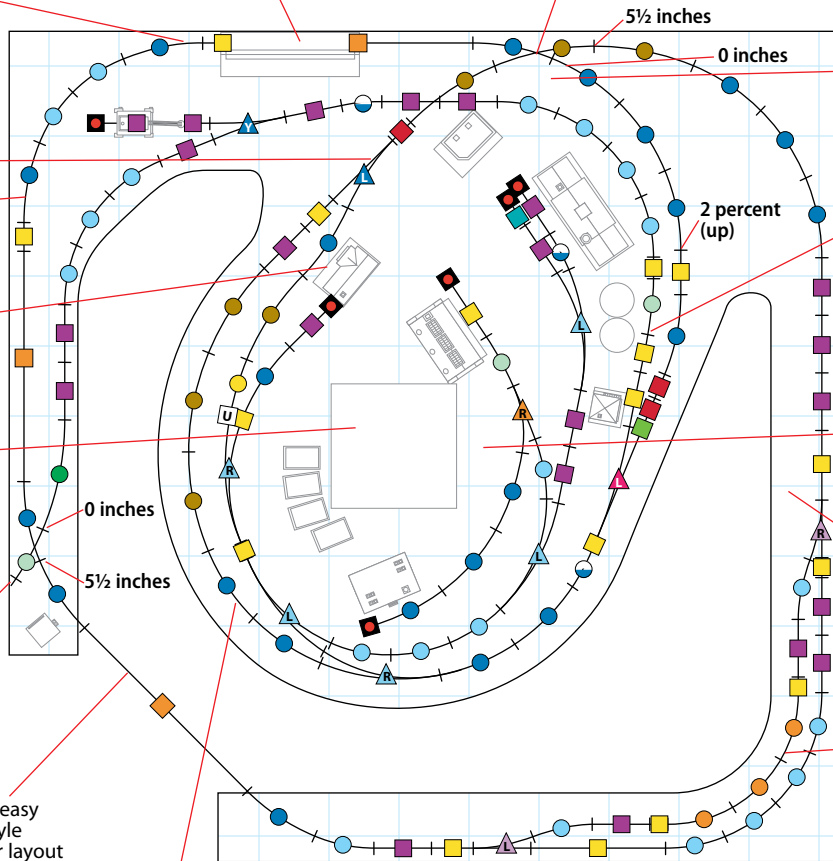 5½ inches
0 inches
Y
L
2 percent
(up)
L
R
U
R
L
0 inches
R
L
5½ inches
L
R
easy
yle
r layout
L